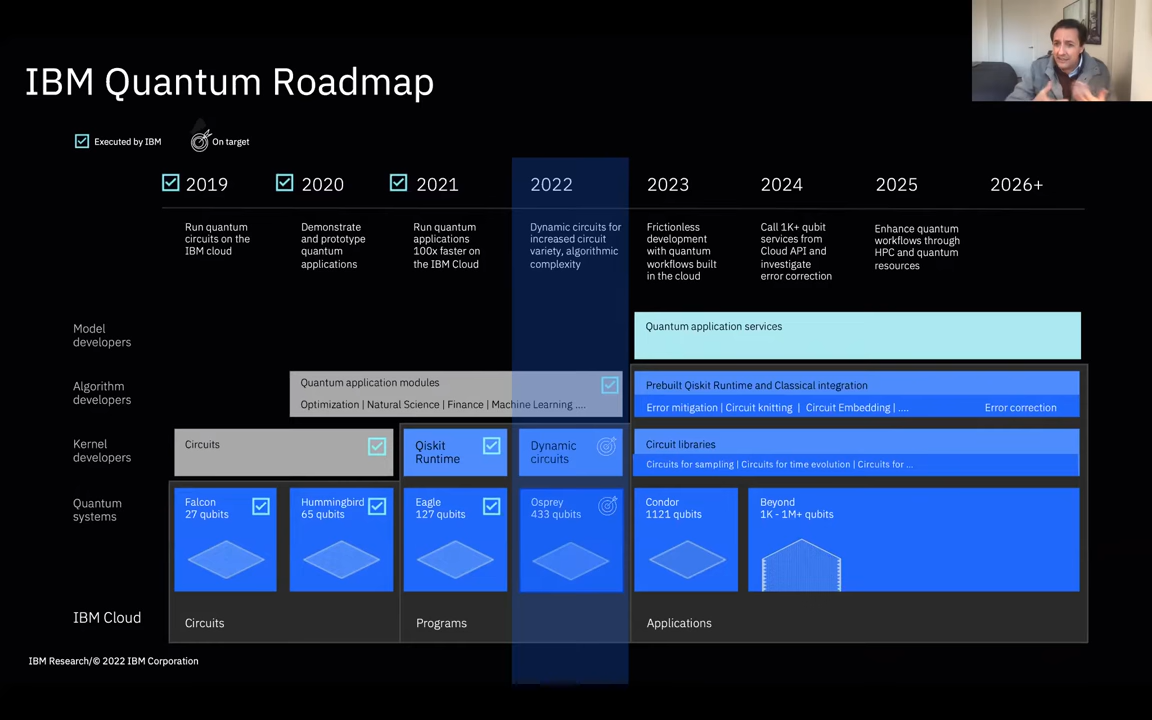 IBM Quantum Roadmap
Executed by IBM
On target
2019
2020
2021
2022
2023
2024
2025
2026+
Run quantum
circuits on the
IBM cloud
Demonstrate
and prototype
quantum
applications
Run quantum
applications
100x faster on
the IBM Cloud
Dynamic circuits for
increased circuit
variety, algorithmic
complexity
Frictionless
development
with quantum
workflows built
in the cloud
Call 1K+ qubit
services from
Cloud API and
investigate
error correction
Enhance quantum
workflows through
HPC and quantum
resources
Model
developers
Quantum application services
Algorithm
developers
Quantum application modules
Optimization | Natural Science | Finance | Machine Learning ....
Prebuilt Qiskit Runtime and Classical integration
Error mitigation | Circuit knitting | Circuit Embedding | ....
Error correction
Kernel
developers
Circuits
Qiskit
Runtime
Dynamic
circuits
Circuit libraries
Circuits for sampling | Circuits for time evolution | Circuits for ...
Quantum
systems
Falcon
27 qubits
Hummingbird
65 qubits
Eagle
127 qubits
Osprey
433 qubits
Condor
1121 qubits
Beyond
1K - 1M+ qubits
IBM Cloud
Circuits
Programs
Applications
IBM Research/© 2022 IBM Corporation